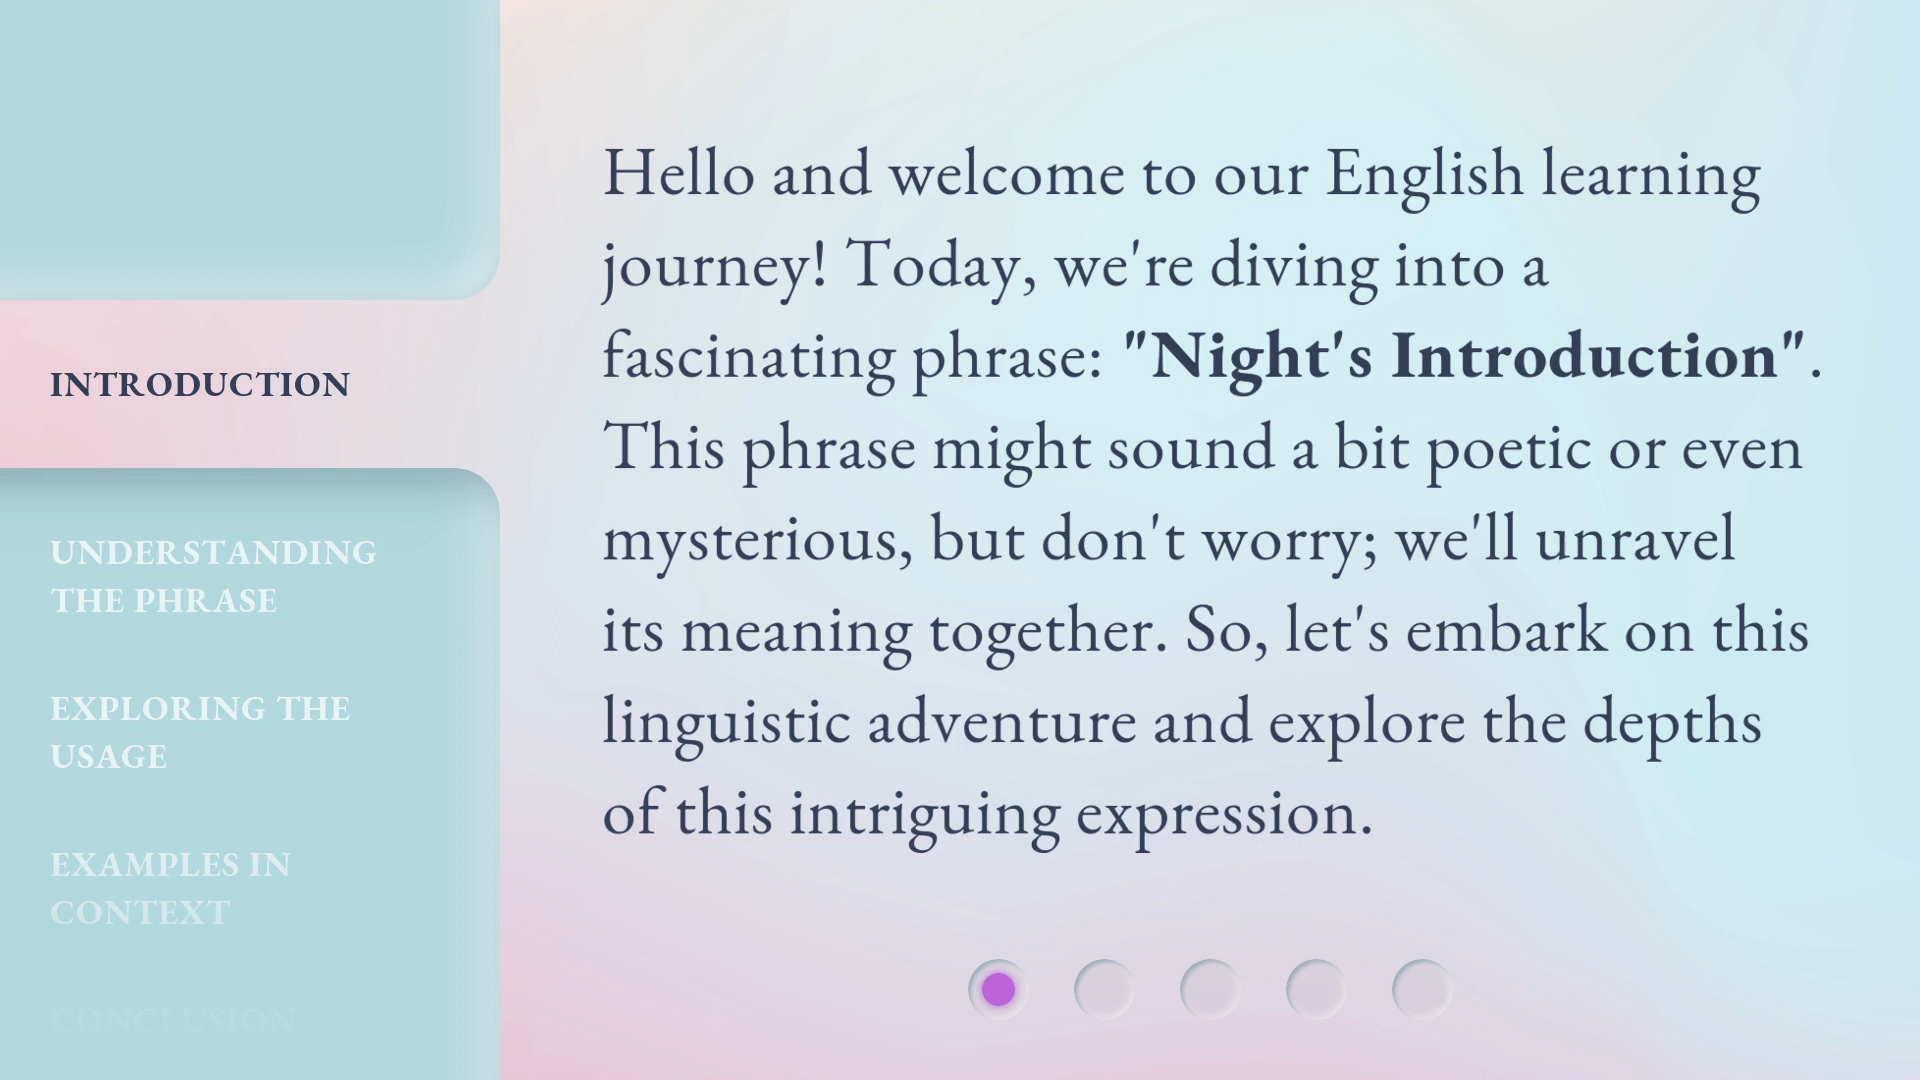 INTRODUCTION
UNDERSTANDING
THE PHRASE
EXPLORING THE
USAGE
EXAMPLES IN
CONTEXT
CONCLUSION
Hello and welcome to our English learning
journey! Today, we're diving into a
fascinating phrase: "Night's Introduction".
This phrase might sound a bit poetic or even
mysterious, but don't worry; we'll unravel
its meaning together. So, let's embark on this
linguistic adventure and explore the depths
of this intriguing expression.